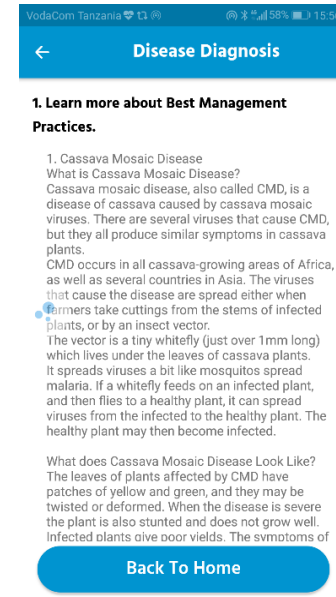 VodaCom Tanzania 58% 15:5
Disease Diagnosis
1. Learn more about Best Management
Practices.
1. Cassava Mosaic Disease
What is Cassava Mosaic Disease?
Cassava mosaic disease, also called CMD, is a
disease of cassava caused by cassava mosaic
viruses. There are several viruses that cause CMD,
but they all produce similar symptoms in cassava
plants.
CMD occurs in all cassava-growing areas of Africa,
as well as several countries in Asia. The viruses
that cause the disease are spread either when
farmers take cuttings from the stems of infected
plants, or by an insect vector.
The vector is a tiny whitefly (just over 1mm long)
which lives under the leaves of cassava plants.
It spreads viruses a bit like mosquitos spread
malaria. If a whitefly feeds on an infected plant,
and then flies to a healthy plant, it can spread
viruses from the infected to the healthy plant. The
healthy plant may then become infected.
What does Cassava Mosaic Disease Look Like?
The leaves of plants affected by CMD have
patches of yellow and green, and they may be
twisted or deformed. When the disease is severe
the plant is also stunted and does not grow well.
Infected plants give poor yields. The symptoms of
Back To Home